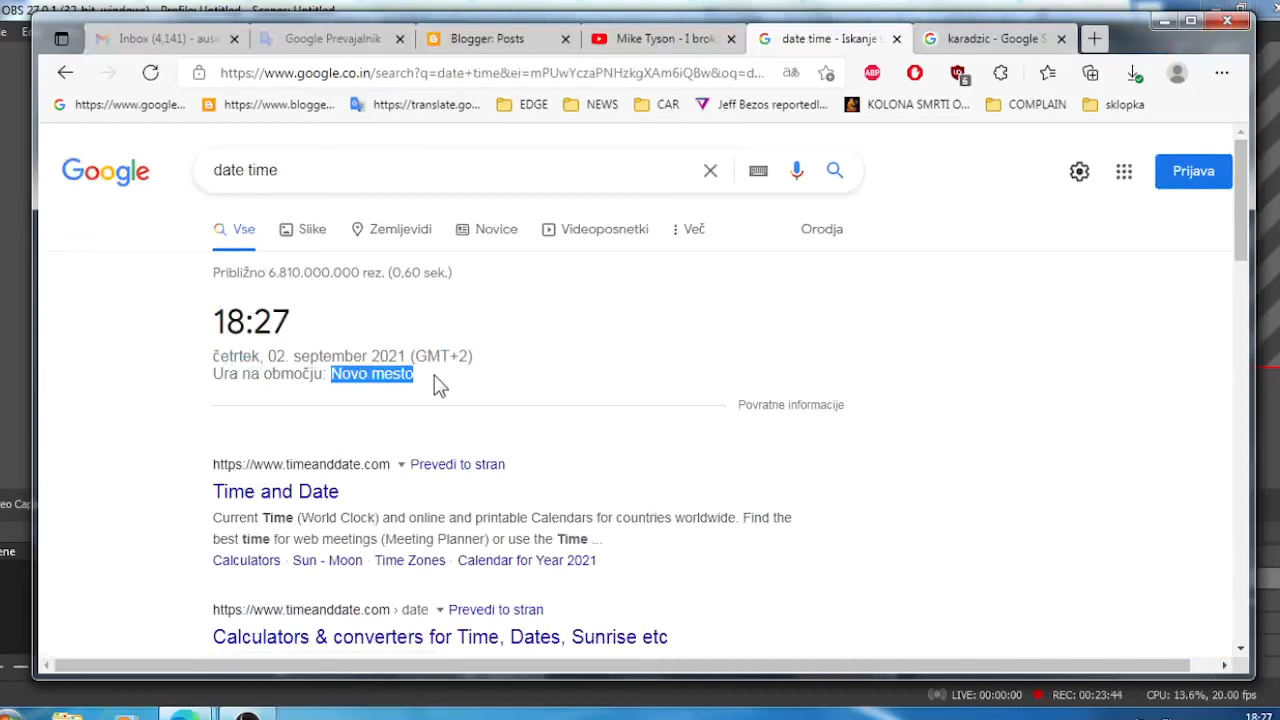 OBS 27.0.1 (32-bit, windows) - Profile: Untitled - Scenes: Untitled
Inbox (4,141) - ause
Google Prevajalnik
Blogger: Posts
Mike Tyson - I brok
date time - Iskanje
karadzic - Google S
https://www.google.co.in/search?q=date+time&ei=mPUwYczaPNHzkgXAm6iQBw&oq=d...
ABP
6
https://www.google...
https://www.blogge...
https://translate.go...
EDGE
NEWS
CAR
Jeff Bezos reportedl...
KOLONA SMRTI O...
COMPLAIN
sklopka
Google
date time
Prijava
Vse
Slike
Zemljevidi
Novice
Videoposnetki
Več
Orodja
Približno 6.810.000.000 rez. (0,60 sek.)
18:27
četrtek, 02. september 2021 (GMT+2)
Ura na območju: Novo mesto
Povratne informacije
https://www.timeanddate.com Prevedi to stran
Time and Date
Current Time (World Clock) and online and printable Calendars for countries worldwide. Find the
best time for web meetings (Meeting Planner) or use the Time ...
Calculators · Sun - Moon · Time Zones · Calendar for Year 2021
https://www.timeanddate.com › date Prevedi to stran
Calculators & converters for Time, Dates, Sunrise etc
LIVE: 00:00:00
REC: 00:23:44
CPU: 13.6%, 20.00 fps
18:27